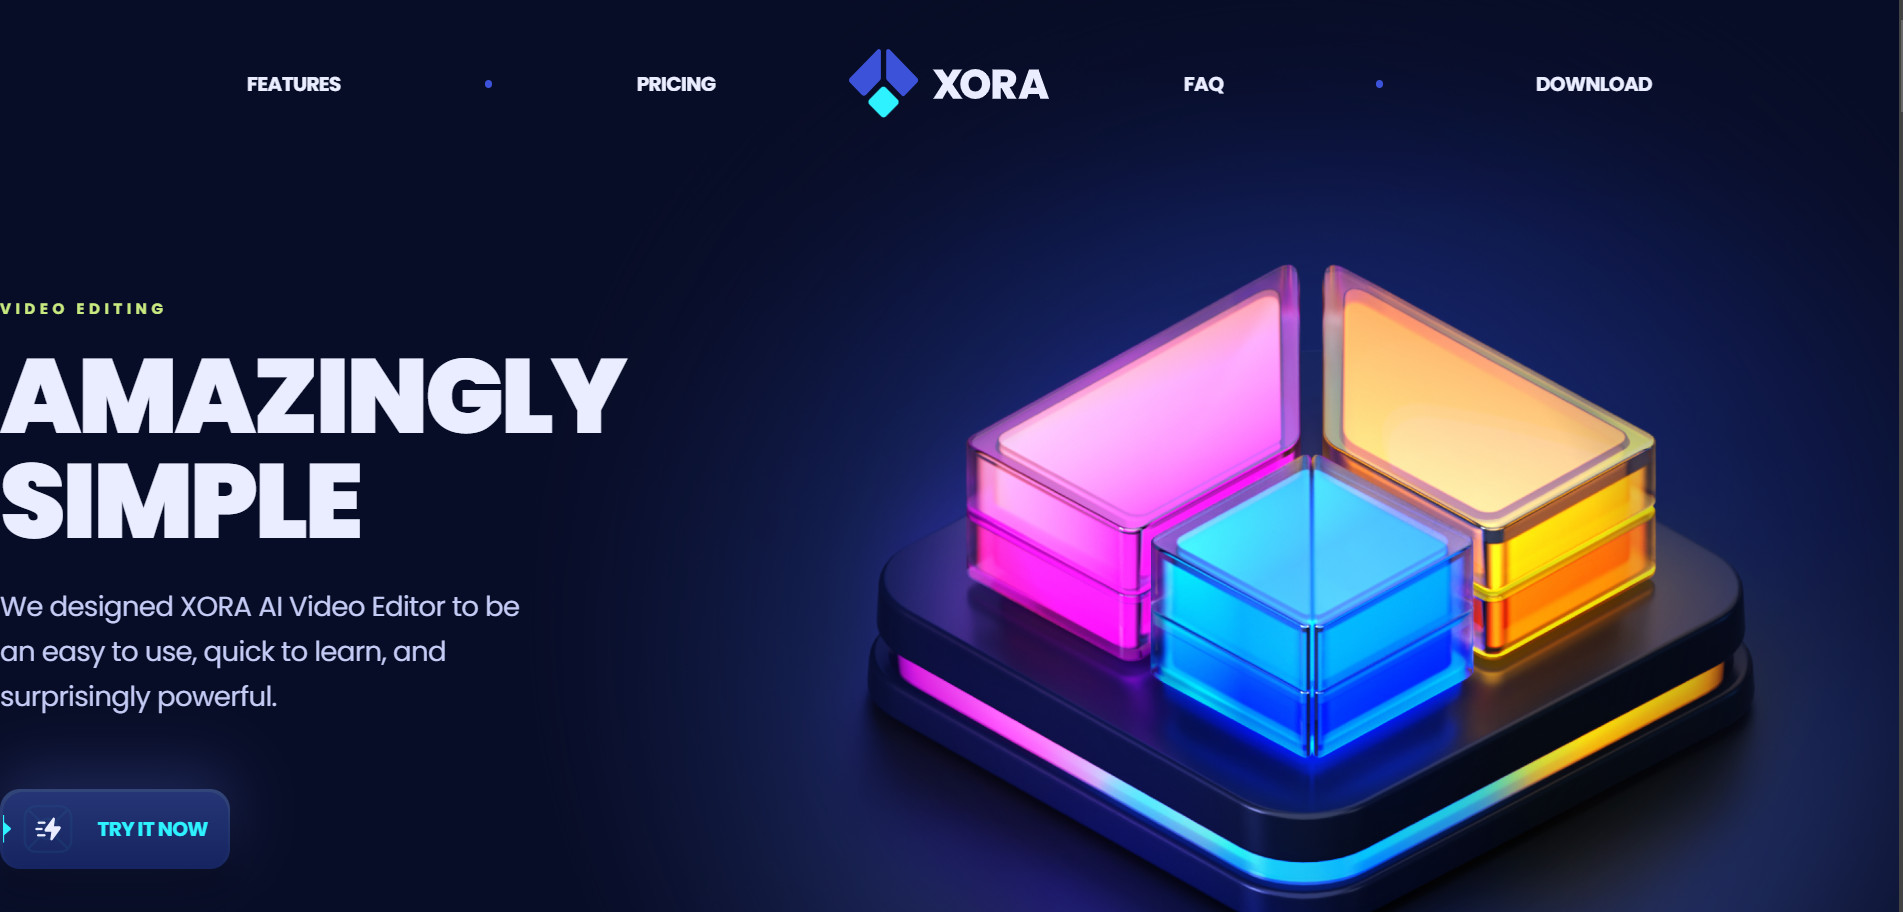 FEATURES
PRICING
XORA
FAQ
DOWNLOAD
VIDEO EDITING
AMAZINGLY
SIMPLE
We designed XORA AI Video Editor to be
an easy to use, quick to learn, and
surprisingly powerful.
TRY IT NOW